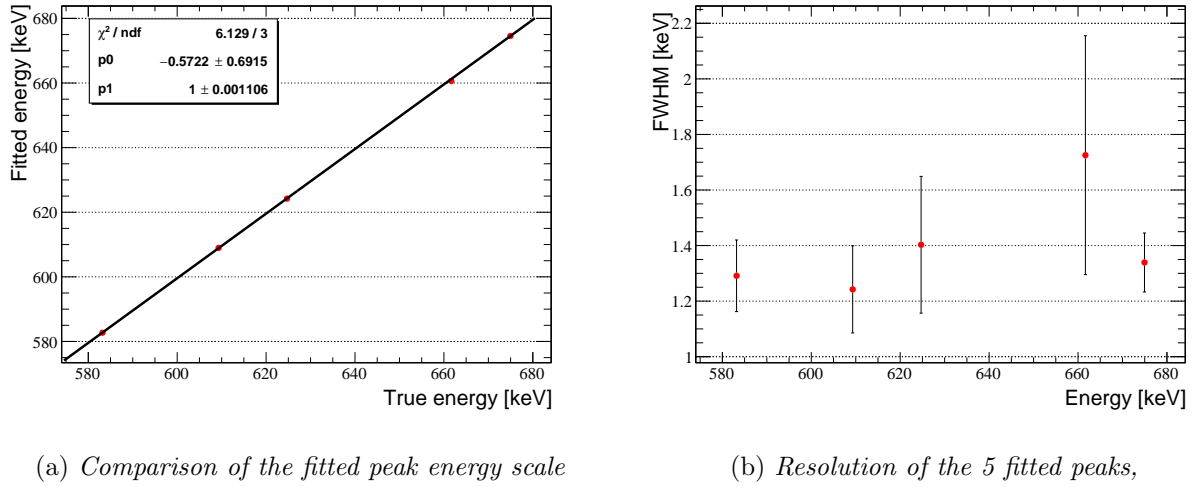 χ² / ndf 6.129 / 3
p0 −0.5722 ± 0.6915
p1 1 ± 0.001106
Fitted energy [keV]
680
660
640
620
600
580
580 600 620 640 660 680
True energy [keV]
(a) Comparison of the fitted peak energy scale
FWHM [keV]
2.2
2
1.8
1.6
1.4
1.2
1
580 600 620 640 660 680
Energy [keV]
(b) Resolution of the 5 fitted peaks,